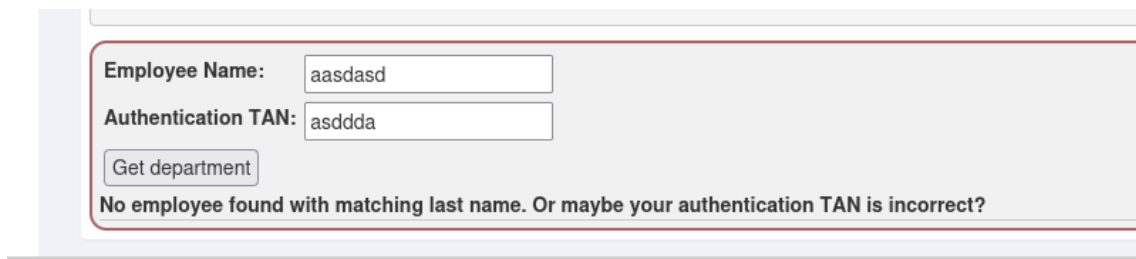 Employee Name: aasdasd
Authentication TAN: asddda
Get department
No employee found with matching last name. Or maybe your authentication TAN is incorrect?